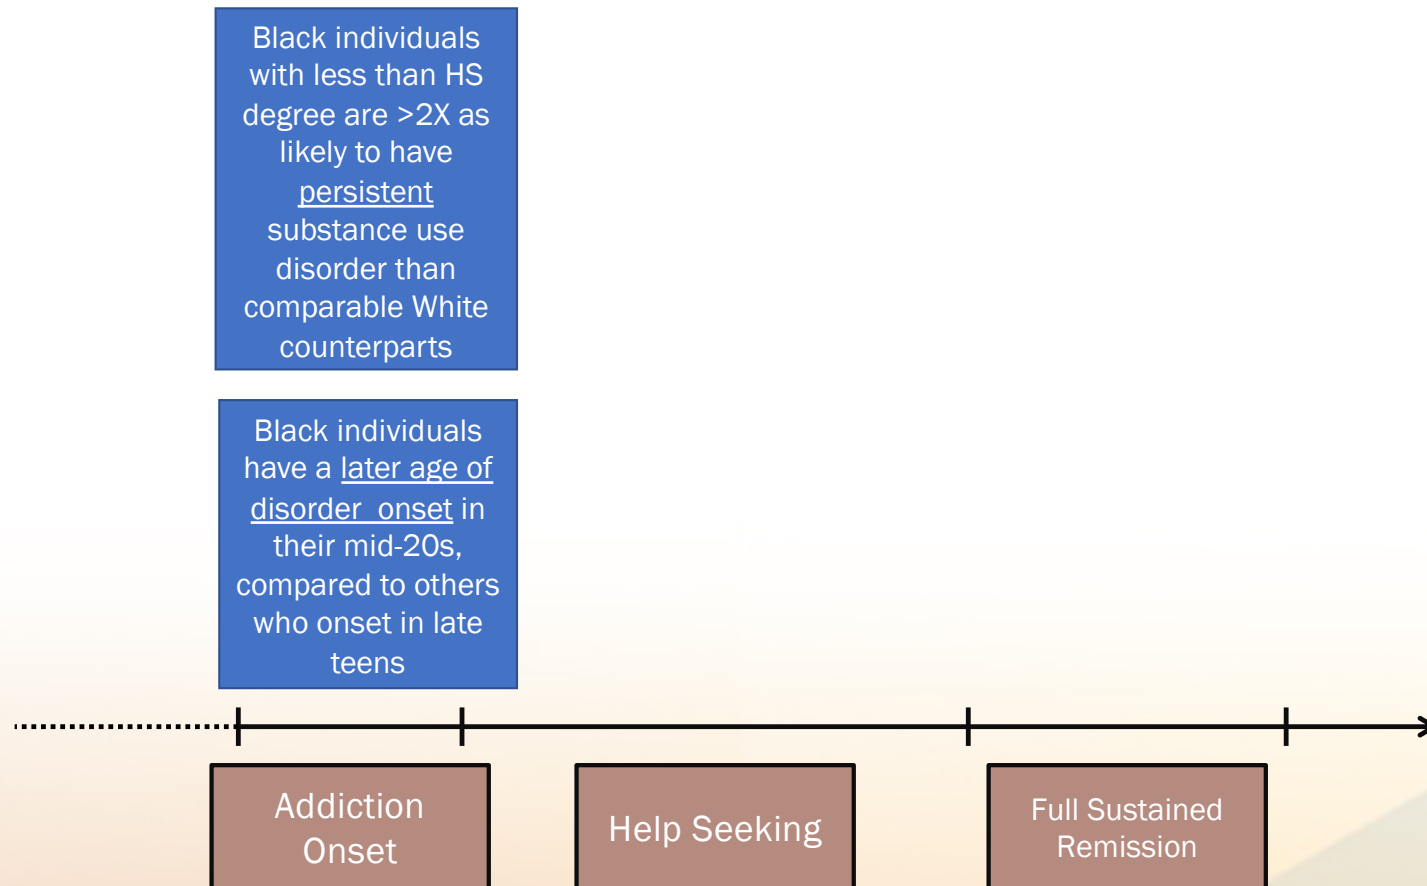 Black individuals
with less than HS
degree are >2X as
likely to have
persistent
substance use
disorder than
comparable White
counterparts
Black individuals
have a later age of
disorder  onset in
their mid-20s,
compared to others
who onset in late
teens
Addiction
Onset
Help Seeking
Full Sustained
Remission